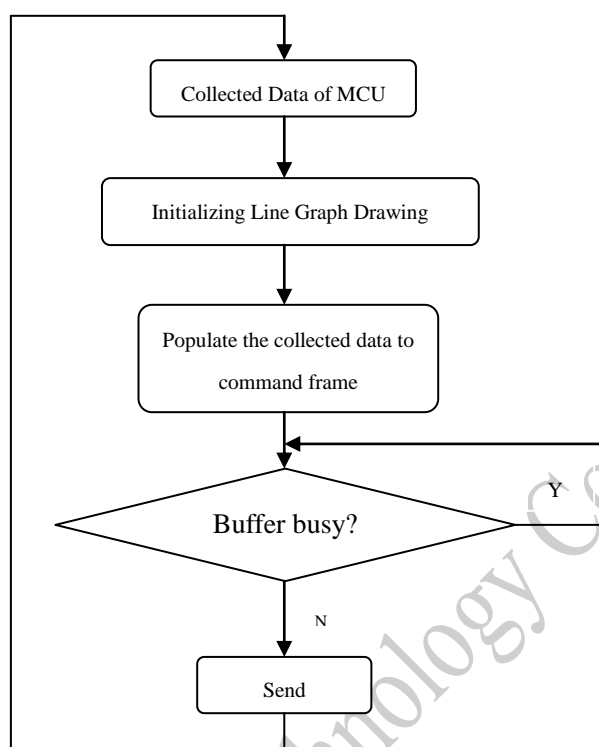 Collected Data of MCU
Initializing Line Graph Drawing
Populate the collected data to
command frame
Y
Buffer busy?
N
Send